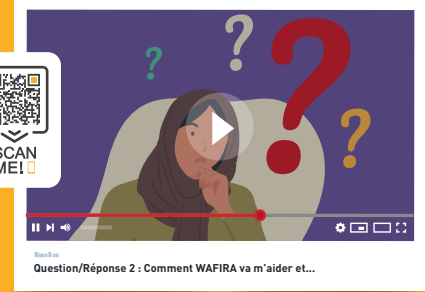 ? ? ? ?
SCAN
ME!
Question/Réponse 2 : Comment WAFIRA va m'aider et...